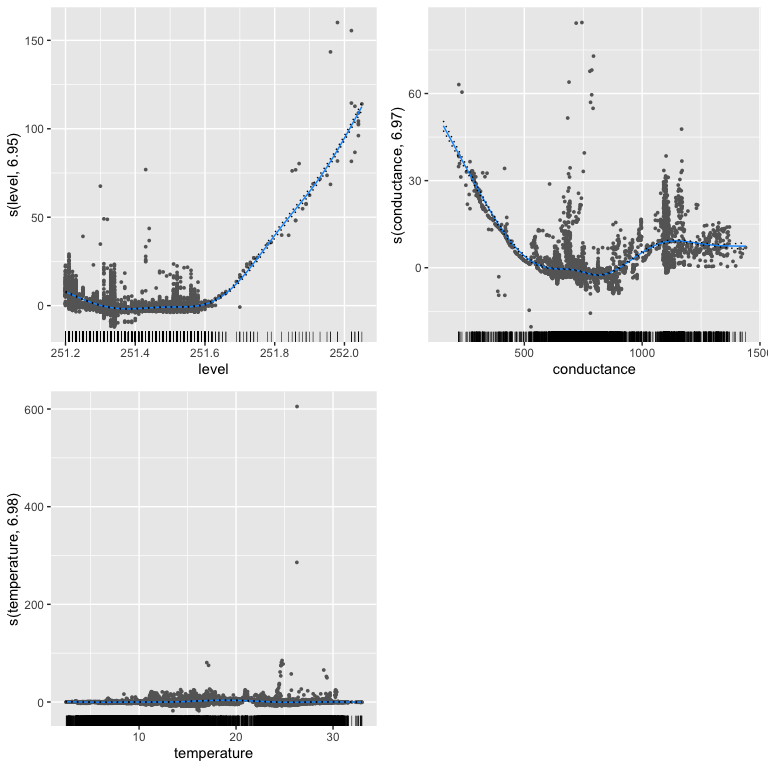 s(level, 6.95)
150
100
50
0
251.2 251.4 251.6 251.8 252.0
level
s(conductance, 6.97)
60
30
0
500 1000 150
conductance
s(temperature, 6.98)
600
400
200
0
10 20 30
temperature